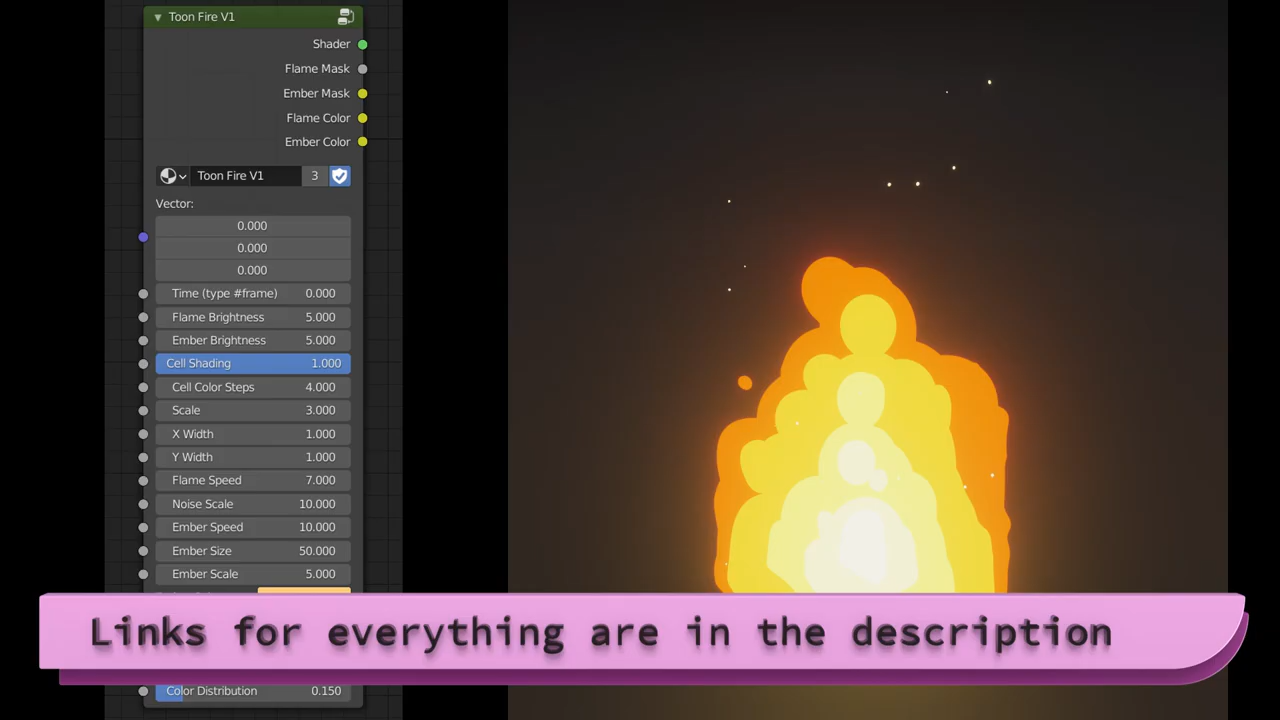 Toon Fire V1
Shader
Flame Mask
Ember Mask
Flame Color
Ember Color
Toon Fire V1 3
Vector:
0.000
0.000
0.000
Time (type #frame) 0.000
Flame Brightness 5.000
Ember Brightness 5.000
Cell Shading 1.000
Cell Color Steps 4.000
Scale 3.000
X Width 1.000
Y Width 1.000
Flame Speed 7.000
Noise Scale 10.000
Ember Speed 10.000
Ember Size 50.000
Ember Scale 5.000
Links for everything are in the description
Color Distribution 0.150